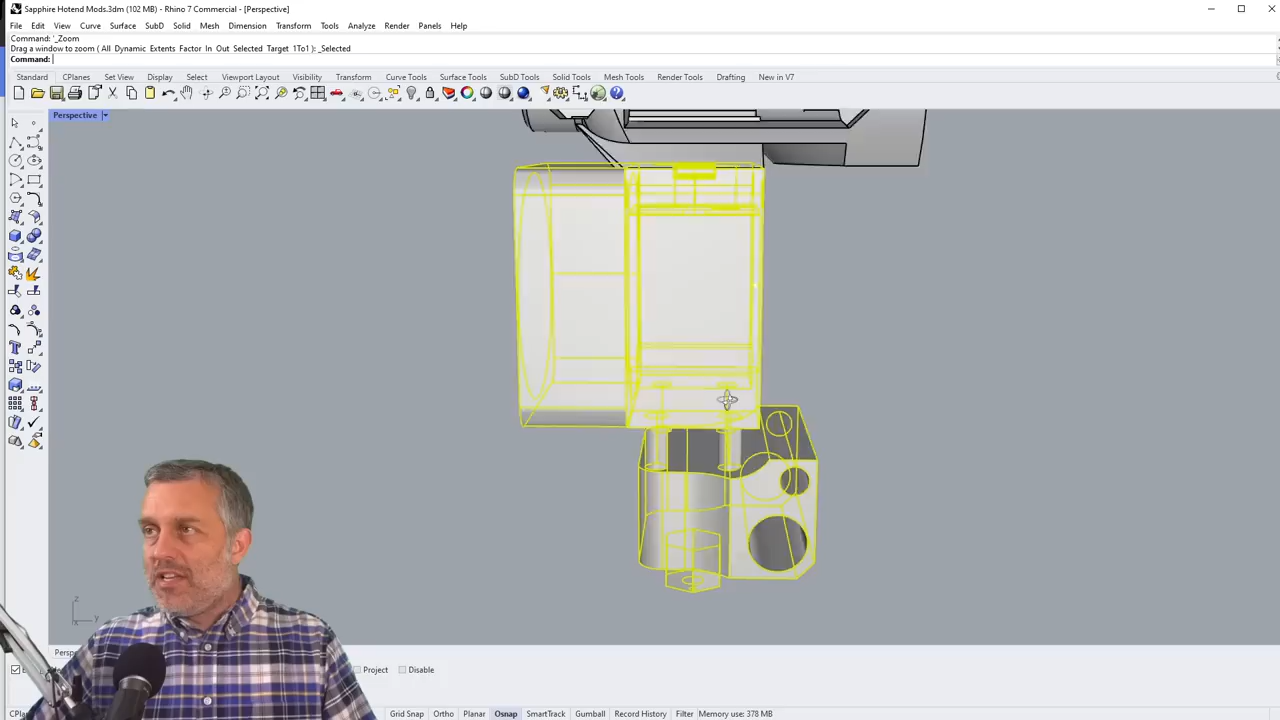 Sapphire Hotend Mods.3dm (102 MB) - Rhino 7 Commercial - [Perspective]
File Edit View Curve Surface SubD Solid Mesh Dimension Transform Tools Analyze Render Panels Help
Command: '_Zoom
Drag a window to zoom ( All Dynamic Extents Factor In Out Selected Target 1To1 ): _Selected
Command:
Standard CPlanes Set View Display Select Viewport Layout Visibility Transform Curve Tools Surface Tools SubD Tools Solid Tools Mesh Tools Render Tools Drafting New in V7
Perspective
z
x y
Persp
Project Disable
CPl
Grid Snap Ortho Planar Osnap SmartTrack Gumball Record History Filter Memory use: 378 MB